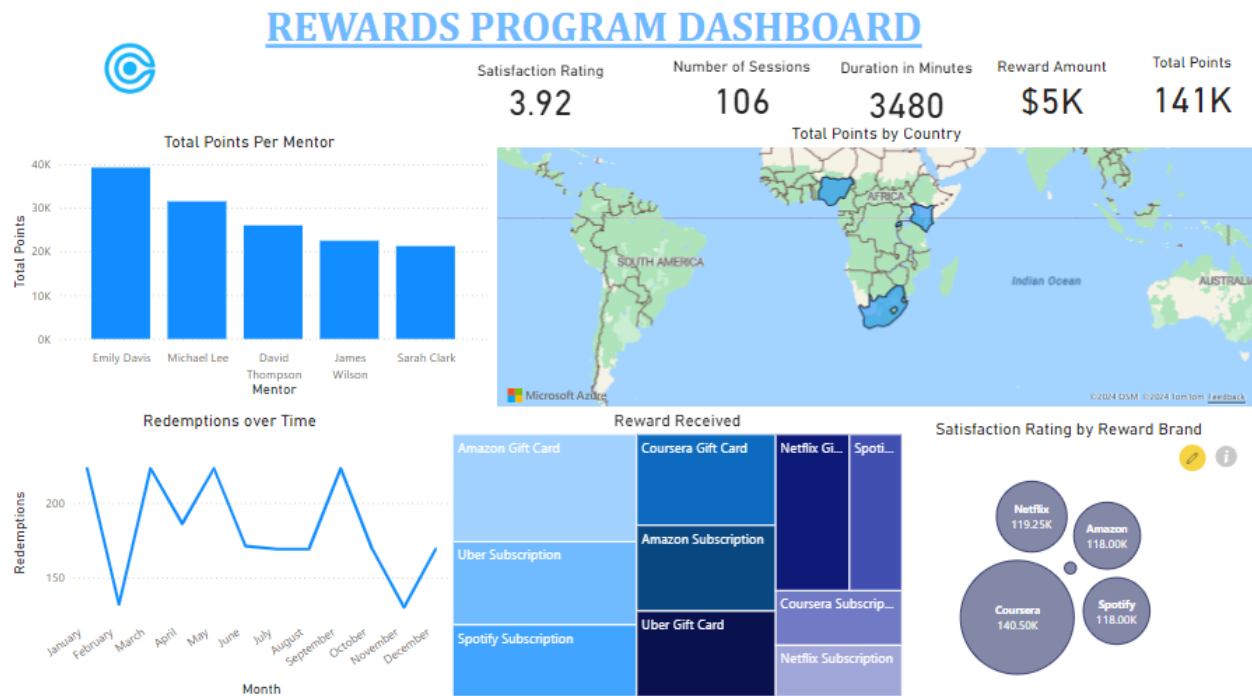 REWARDS PROGRAM DASHBOARD
Satisfaction Rating
3.92
Number of Sessions
106
Duration in Minutes
3480
Reward Amount
$5K
Total Points
141K
Total Points Per Mentor
Total Points
40K
30K
20K
10K
0K
Emily Davis
Michael Lee
David
Thompson
James
Wilson
Sarah Clark
Mentor
Total Points by Country
AFRICA
SOUTH AMERICA
Indian Ocean
AUSTRALIA
Microsoft Azure
©2024 OSM ©2024 TomTom Feedback
Redemptions over Time
Redemptions
200
150
January
February
March
April
May
June
July
August
September
October
November
December
Month
Reward Received
Amazon Gift Card
Uber Subscription
Spotify Subscription
Coursera Gift Card
Amazon Subscription
Uber Gift Card
Netflix Gi...
Spoti...
Coursera Subscrip...
Netflix Subscription
Satisfaction Rating by Reward Brand
Netflix
119.25K
Amazon
118.00K
Coursera
140.50K
Spotify
118.00K